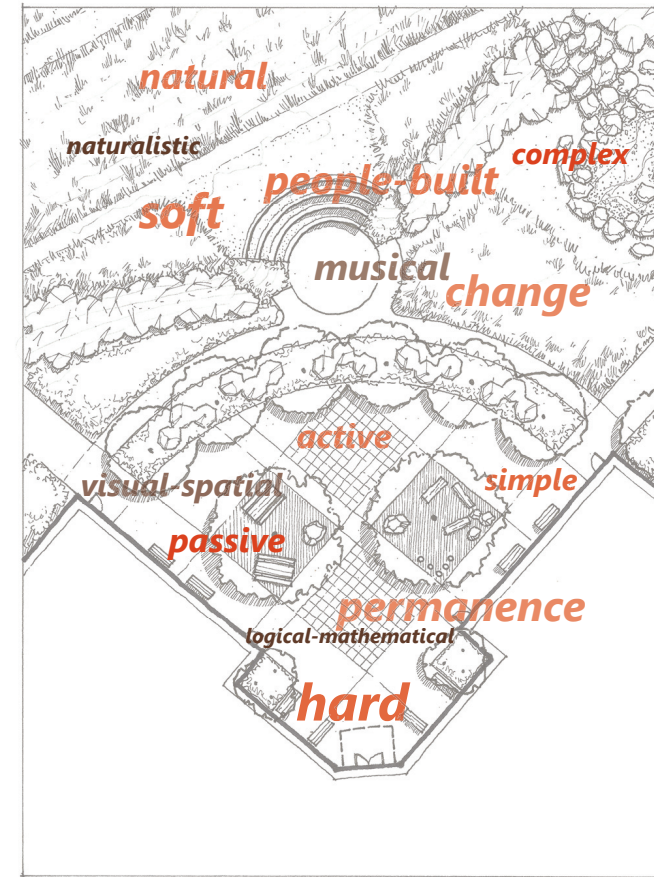 natural
naturalistic
complex
people-built
soft
musical
change
active
simple
visual-spatial
passive
permanence
logical-mathematical
hard